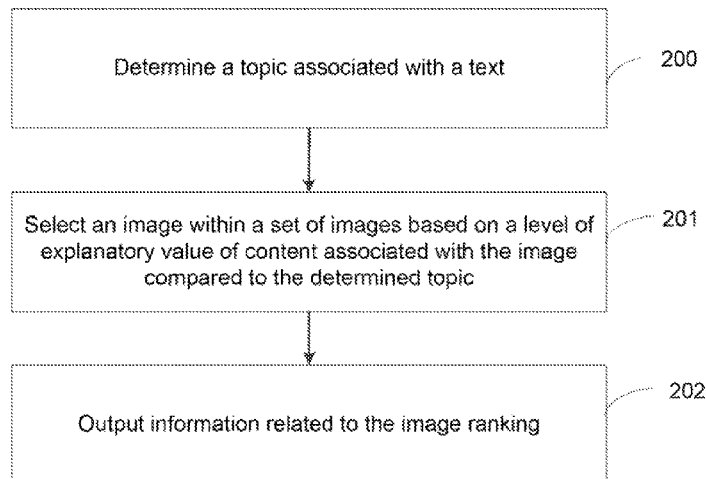 Determine a topic associated with a text
200
Select an image within a set of images based on a level of
explanatory value of content associated with the image
compared to the determined topic
201
Output information related to the image ranking
202